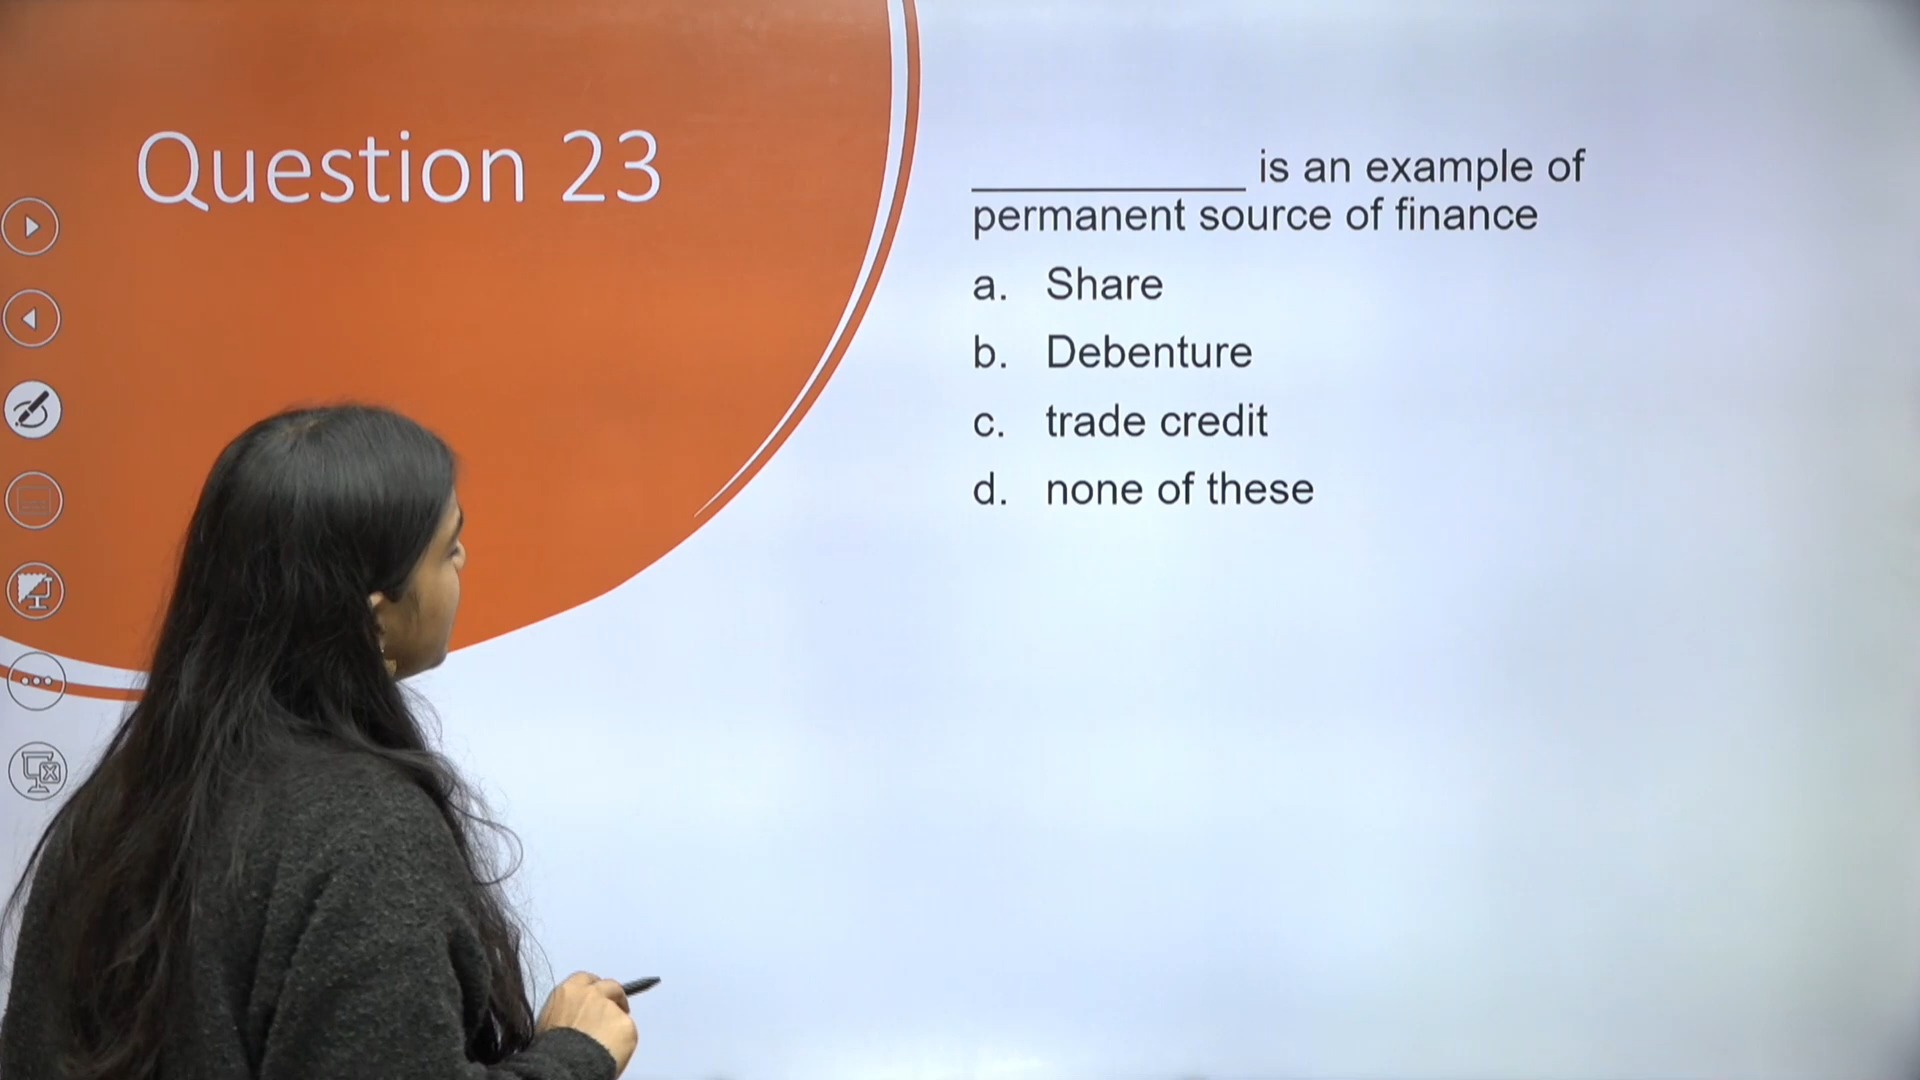 Question 23
____________ is an example of
permanent source of finance
a. Share
b. Debenture
c. trade credit
d. none of these